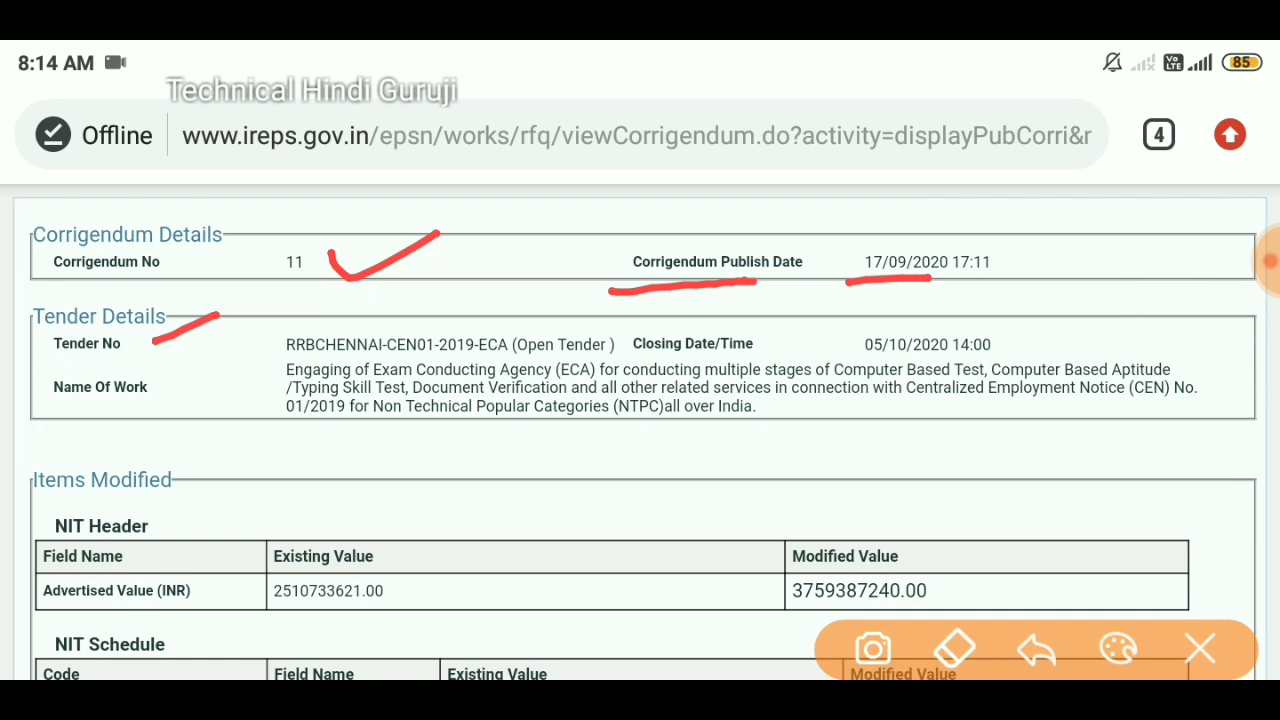 8:14 AM
Vo LTE
85
Technical Hindi Guruji
Offline www.ireps.gov.in/epsn/works/rfq/viewCorrigendum.do?activity=displayPubCorri&r 4
Corrigendum Details
Corrigendum No 11 Corrigendum Publish Date 17/09/2020 17:11
Tender Details
Tender No RRBCHENNAI-CEN01-2019-ECA (Open Tender ) Closing Date/Time 05/10/2020 14:00
Engaging of Exam Conducting Agency (ECA) for conducting multiple stages of Computer Based Test, Computer Based Aptitude
Name Of Work /Typing Skill Test, Document Verification and all other related services in connection with Centralized Employment Notice (CEN) No.
01/2019 for Non Technical Popular Categories (NTPC)all over India.
Items Modified
NIT Header
Field Name Existing Value Modified Value
Advertised Value (INR) 2510733621.00 3759387240.00
NIT Schedule
Code Field Name Existing Value Modified Value